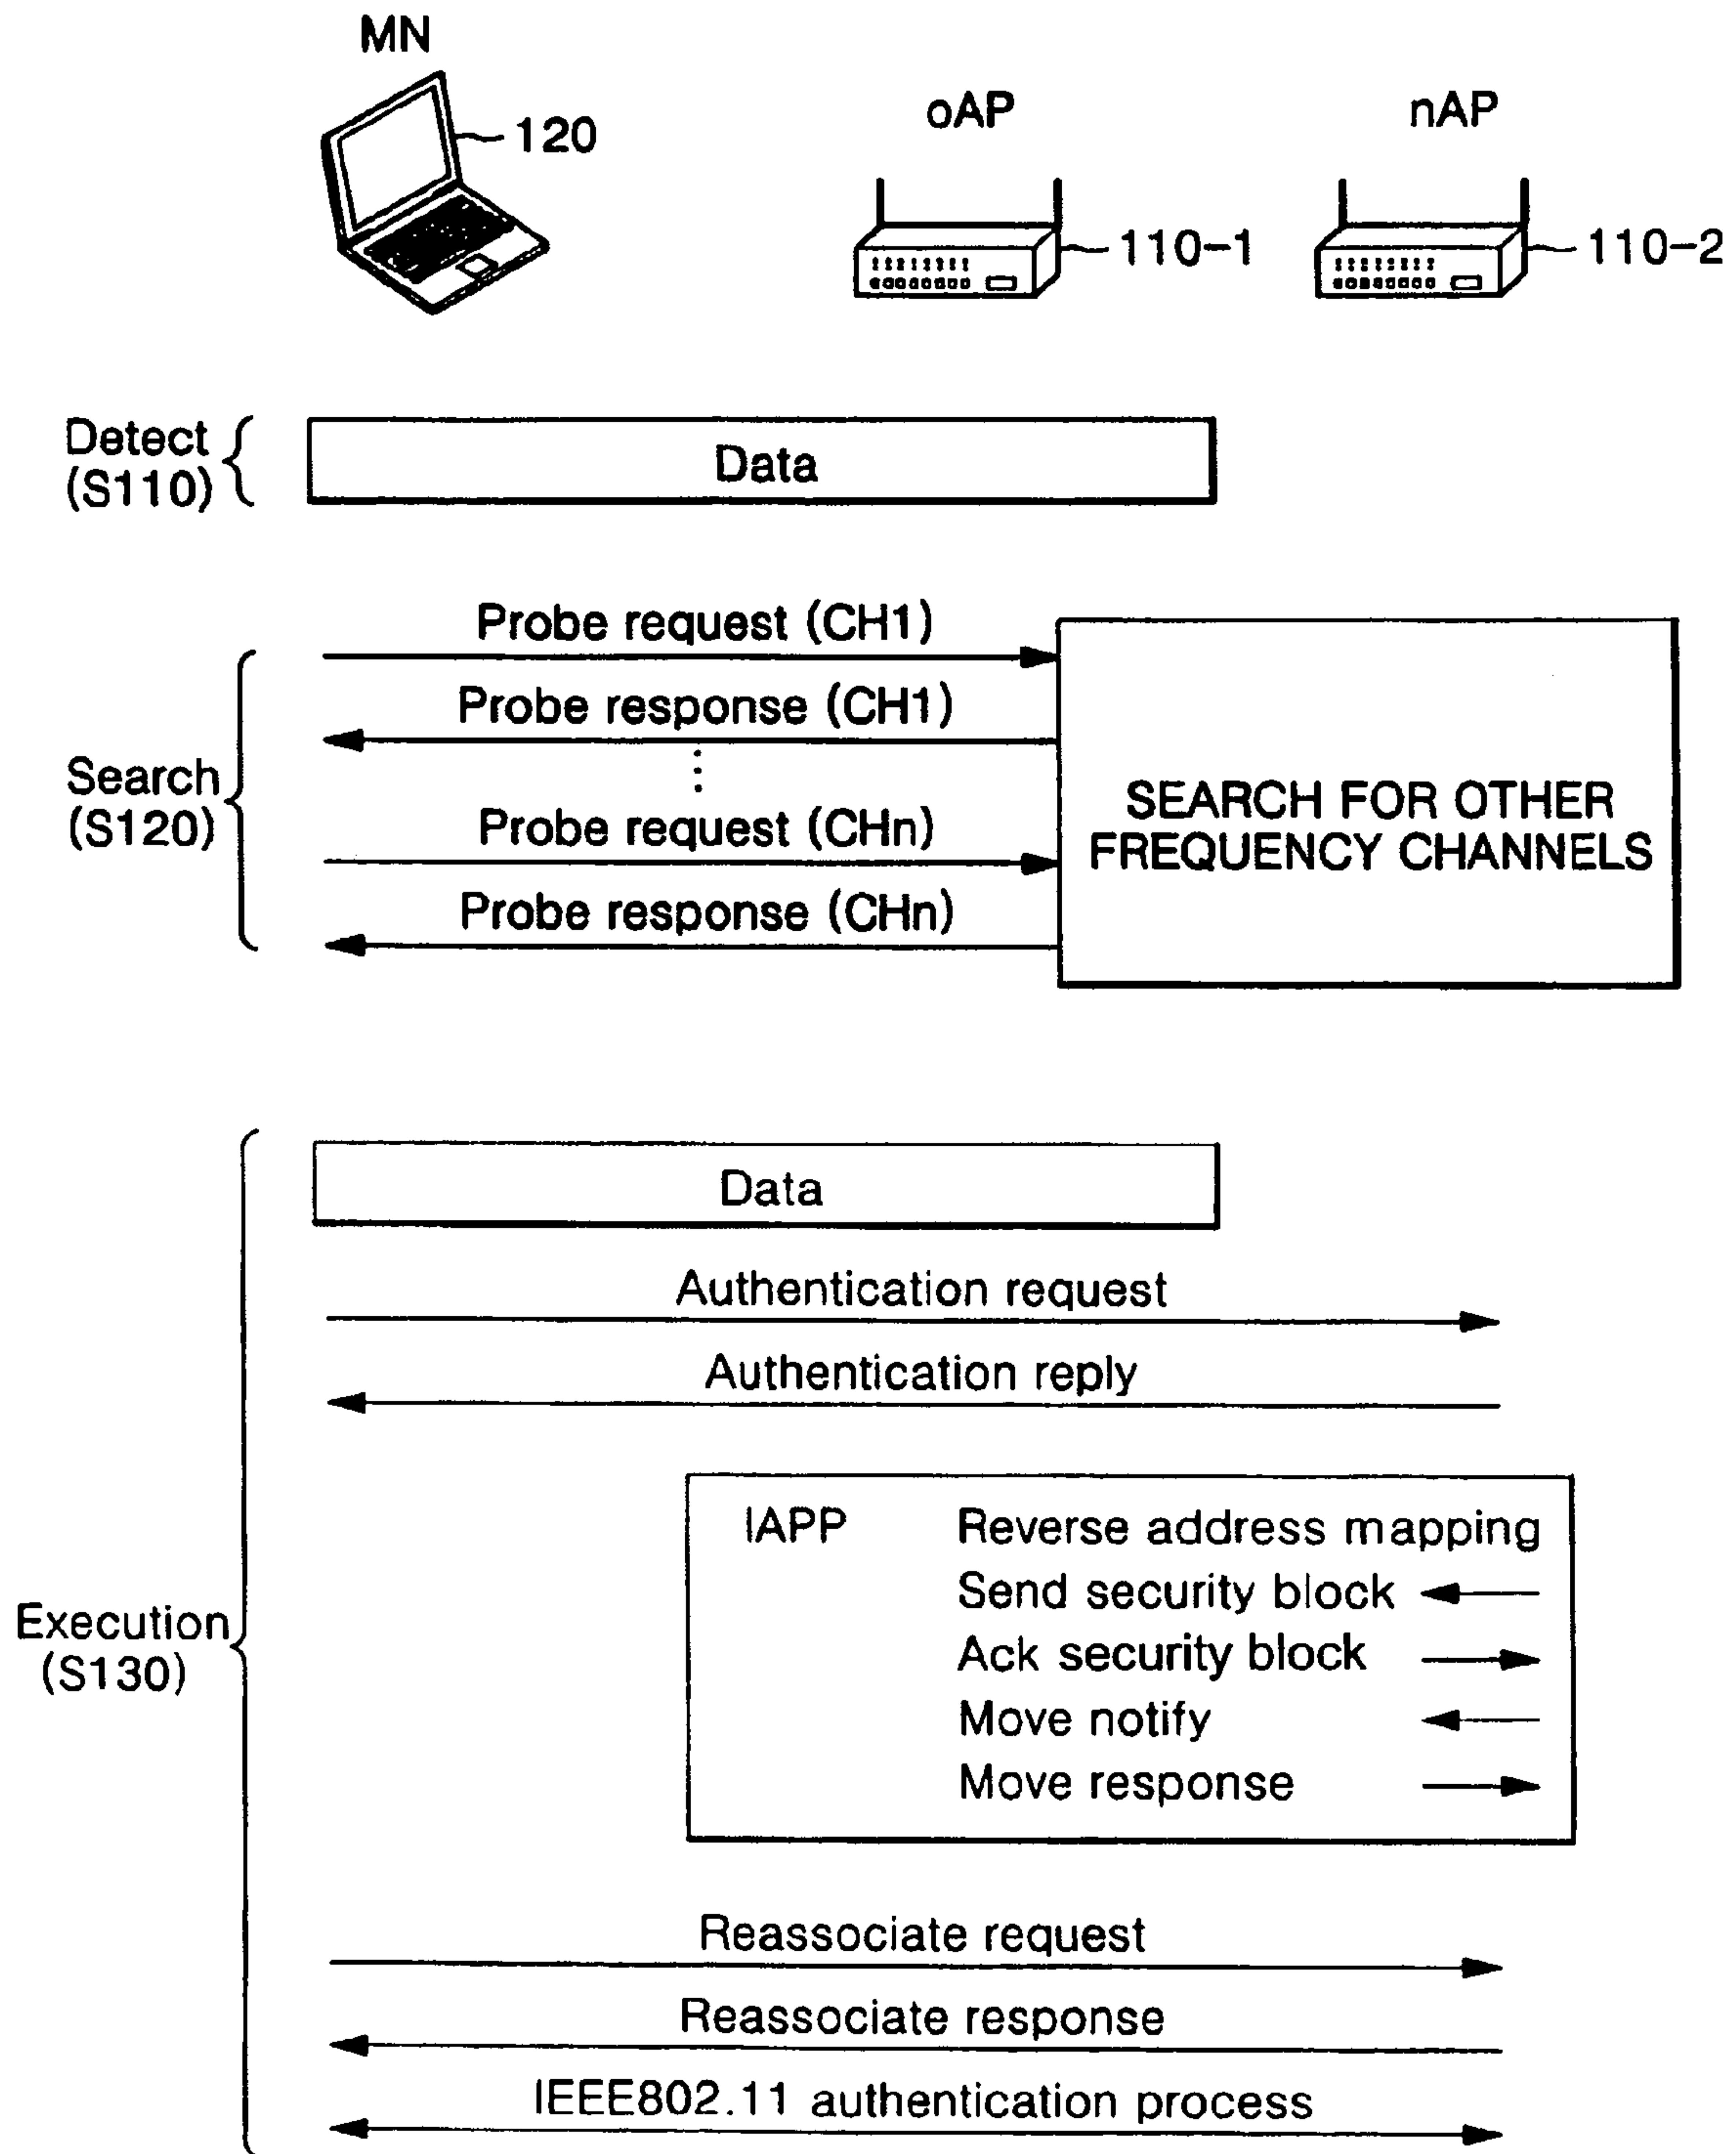 MN
120
oAP
nAP
110-1
110-2
Detect
(S110)
Data
Search
(S120)
Probe request (CH1)
Probe response (CH1)
⋮
Probe request (CHn)
Probe response (CHn)
SEARCH FOR OTHER
FREQUENCY CHANNELS
Execution
(S130)
Data
Authentication request
Authentication reply
IAPP
Reverse address mapping
Send security block
Ack security block
Move notify
Move response
Reassociate request
Reassociate response
IEEE802.11 authentication process